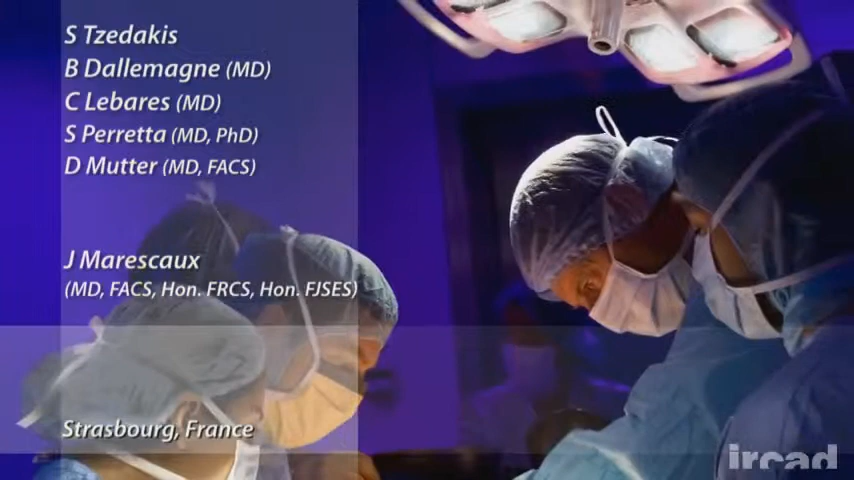 S Tzedakis
B Dallemagne (MD)
C Lebares (MD)
S Perretta (MD, PhD)
D Mutter (MD, FACS)
J Marescaux
(MD, FACS, Hon. FRCS, Hon. FJSES)
Strasbourg, France
ircad